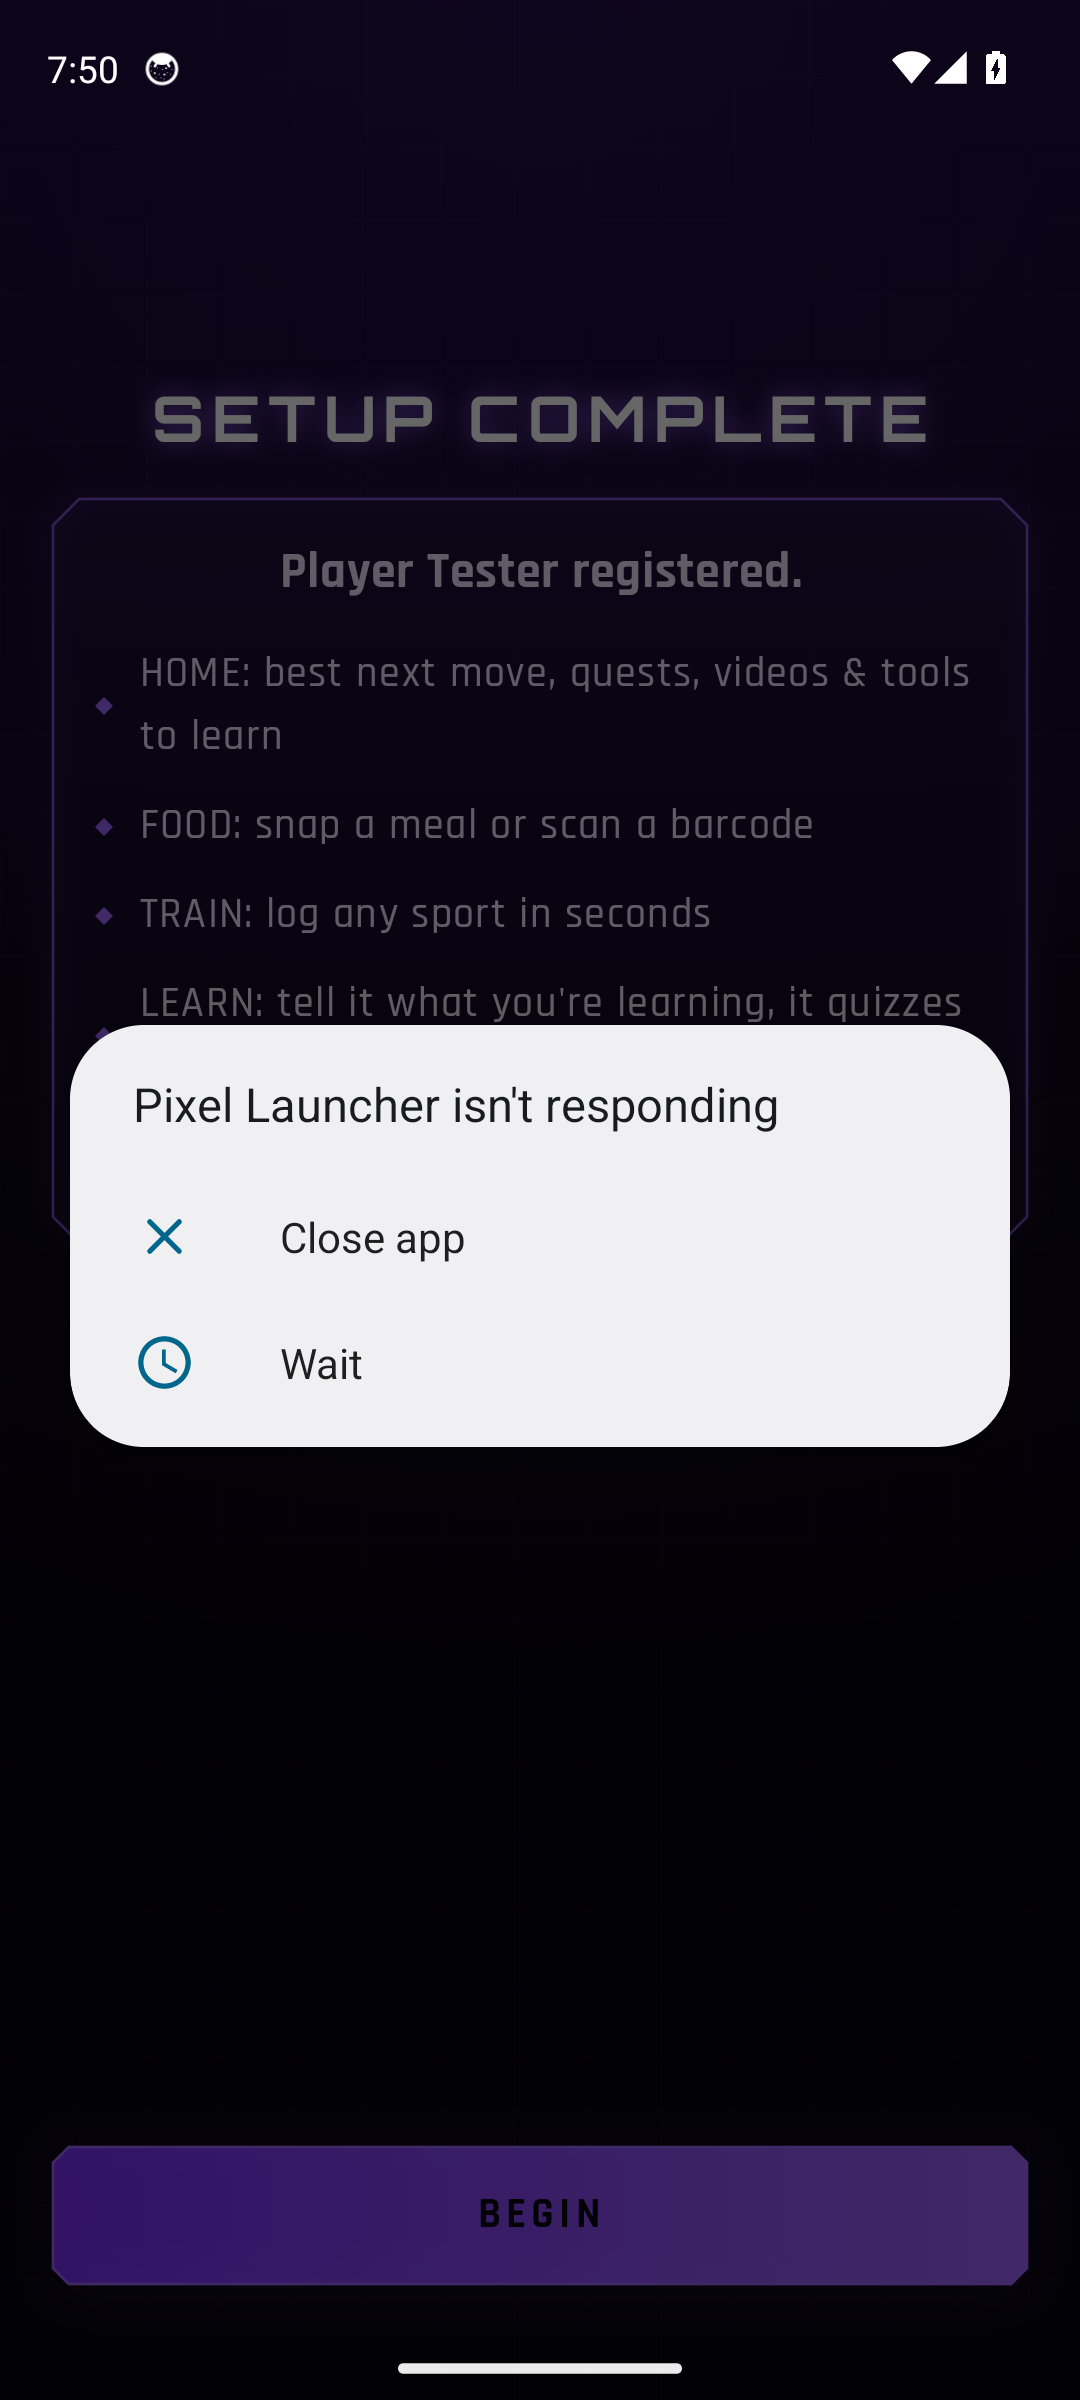 7:50
SETUP COMPLETE
Player Tester registered.
HOME: best next move, quests, videos & tools
to learn
FOOD: snap a meal or scan a barcode
TRAIN: log any sport in seconds
LEARN: tell it what you're learning, it quizzes
Pixel Launcher isn't responding
Close app
Wait
BEGIN